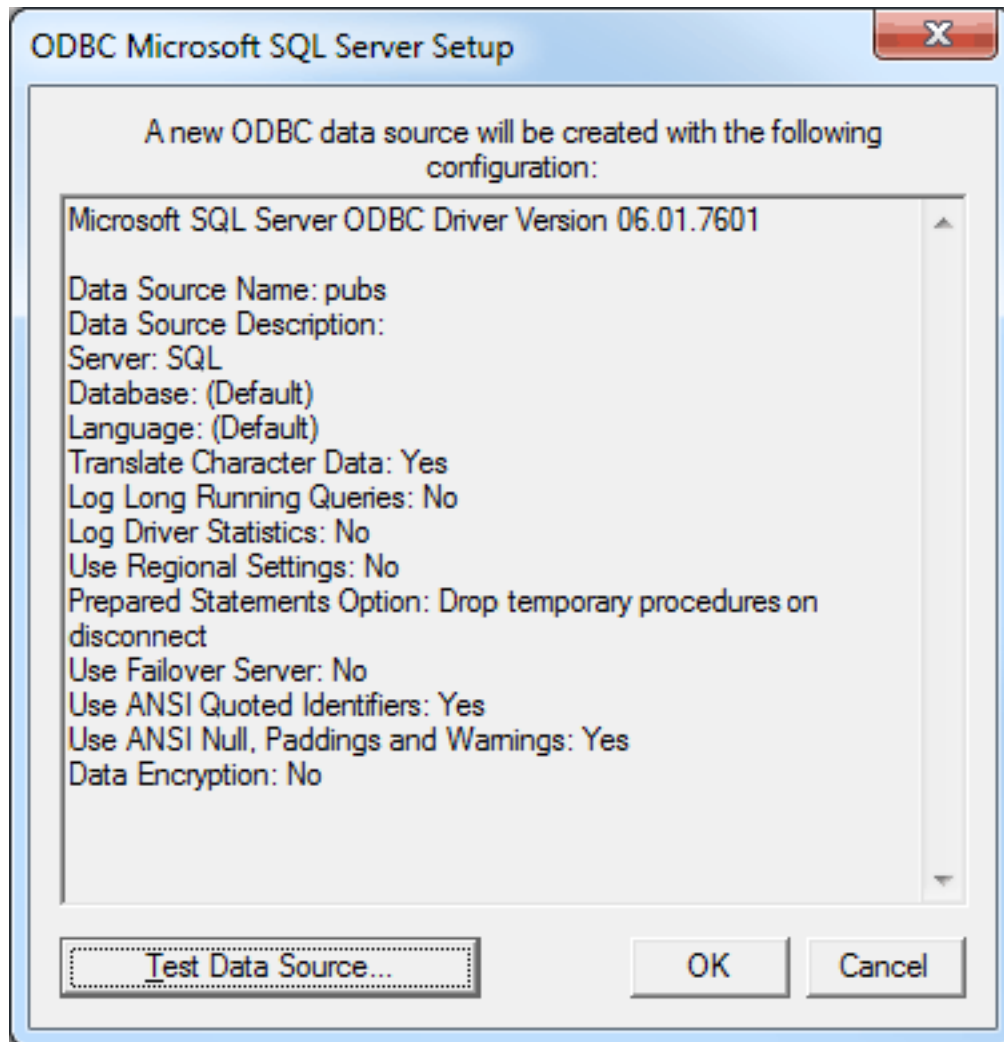 ODBC Microsoft SQL Server Setup
A new ODBC data source will be created with the following
configuration:
Microsoft SQL Server ODBC Driver Version 06.01.7601
Data Source Name: pubs
Data Source Description:
Server: SQL
Database: (Default)
Language: (Default)
Translate Character Data: Yes
Log Long Running Queries: No
Log Driver Statistics: No
Use Regional Settings: No
Prepared Statements Option: Drop temporary procedures on
disconnect
Use Failover Server: No
Use ANSI Quoted Identifiers: Yes
Use ANSI Null, Paddings and Warnings: Yes
Data Encryption: No
Test Data Source... OK Cancel